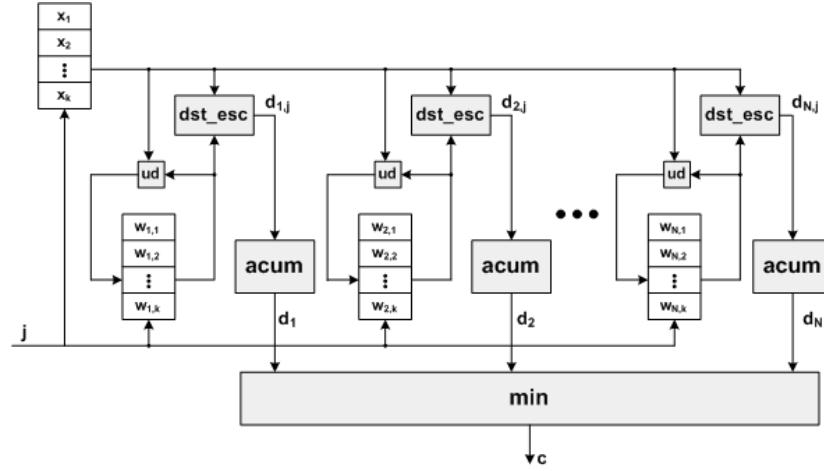 x1
x2
⋮
xk
dst_esc
d1,j
dst_esc
d2,j
dst_esc
dN,j
ud
ud
ud
w1,1
w1,2
⋮
w1,k
acum
w2,1
w2,2
⋮
w2,k
acum
•••
wN,1
wN,2
⋮
wN,k
acum
j
d1
d2
dN
min
c